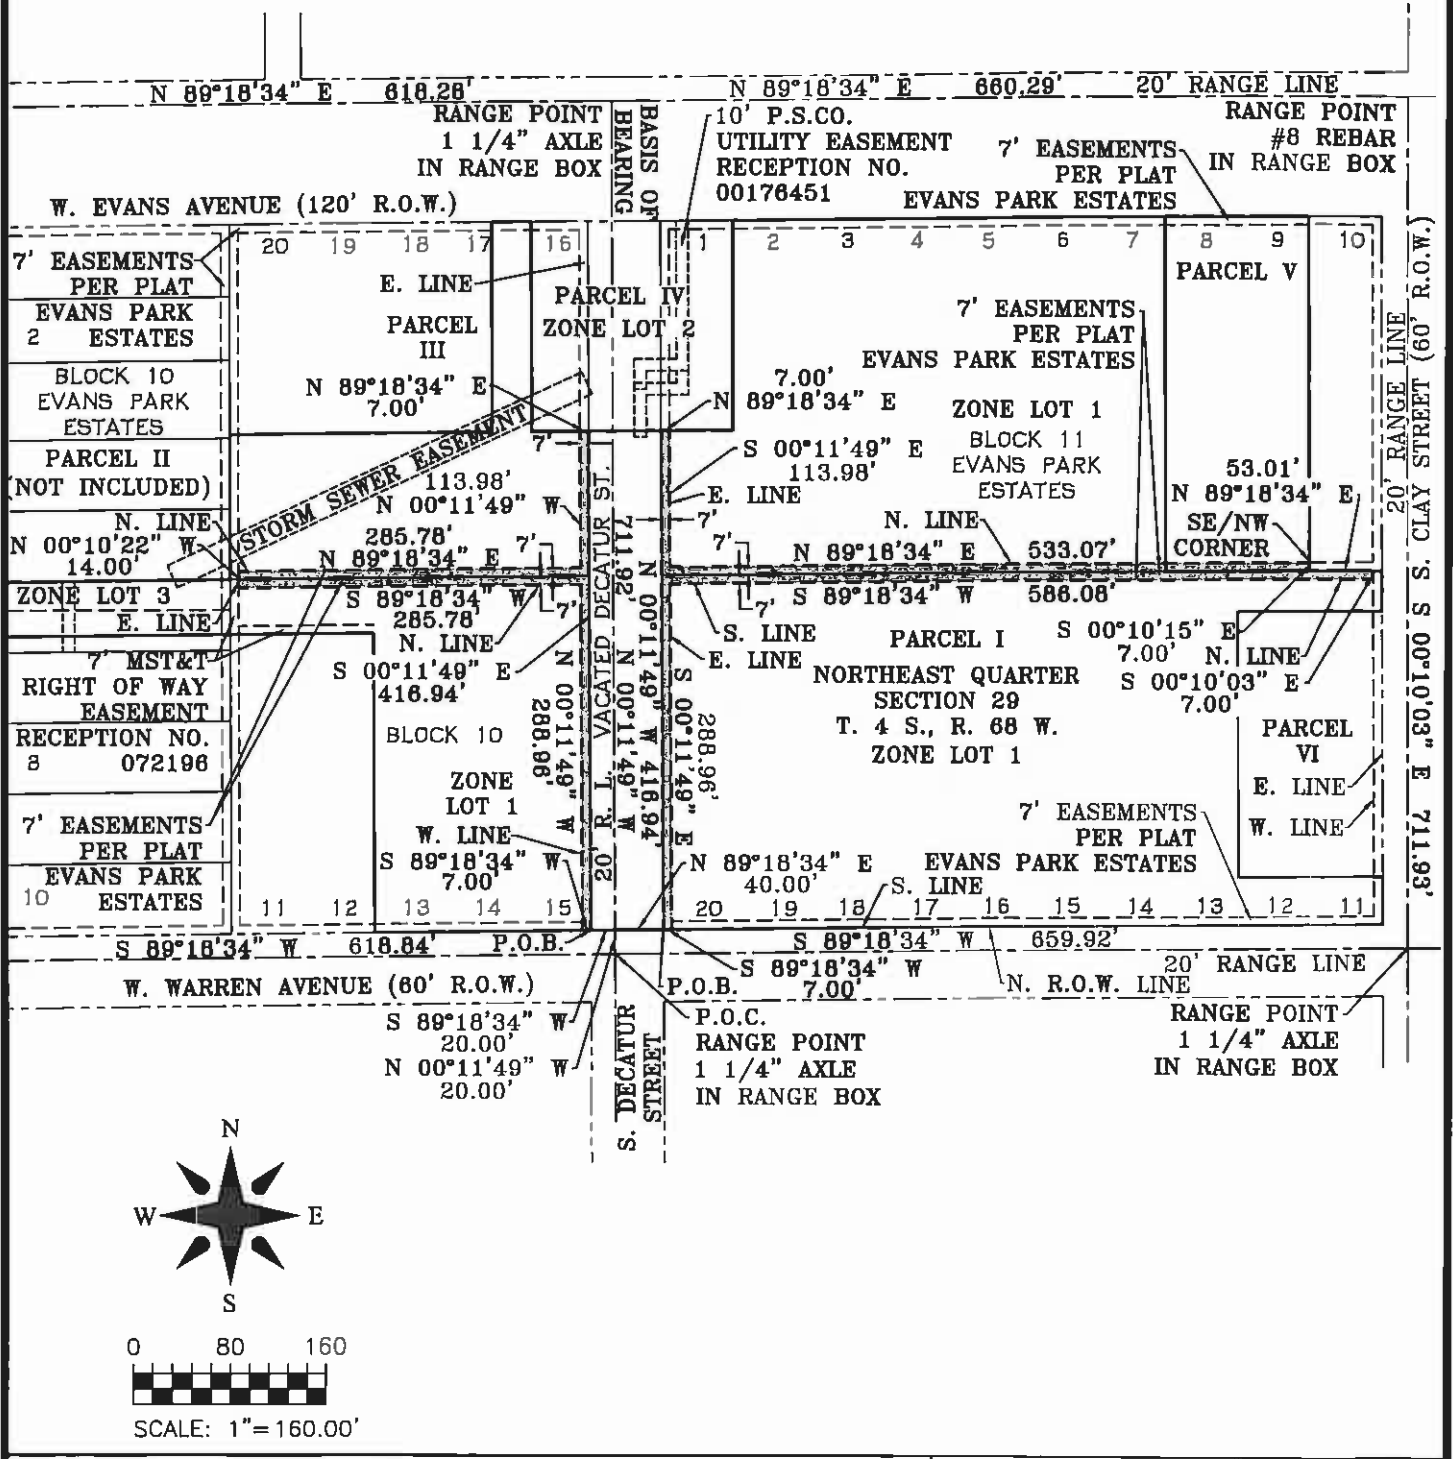 N 89°18'34" E 618.28'
N 89°18'34" E 660.29' 20' RANGE LINE
RANGE POINT
1 1/4" AXLE
IN RANGE BOX
BASIS OF
BEARING
10' P.S.CO.
UTILITY EASEMENT
RECEPTION NO.
00176451
7' EASEMENTS
PER PLAT
EVANS PARK ESTATES
RANGE POINT
#8 REBAR
IN RANGE BOX
W. EVANS AVENUE (120' R.O.W.)
20 19 18 17 16
1 2 3 4 5 6 7 8 9 10
7' EASEMENTS
PER PLAT
EVANS PARK
2 ESTATES
BLOCK 10
EVANS PARK
ESTATES
PARCEL II
(NOT INCLUDED)
E. LINE
PARCEL
III
PARCEL IV
ZONE LOT 2
PARCEL V
7' EASEMENTS
PER PLAT
EVANS PARK ESTATES
N 89°18'34" E
7.00'
7.00'
N 89°18'34" E
ZONE LOT 1
BLOCK 11
EVANS PARK
ESTATES
STORM SEWER EASEMENT
7'
113.98'
N 00°11'49" W
S 00°11'49" E
113.98'
E. LINE
7'
53.01'
N 89°18'34" E
SE/NW
CORNER
N. LINE
N 00°10'22" W
14.00'
285.78'
N 89°18'34" E
7'
7'
N. LINE
N 89°18'34" E 533.07'
ZONE LOT 3
E. LINE
S 89°18'34" W
285.78'
N. LINE
7'
7'
S 89°18'34" W 586.08'
S. LINE
E. LINE
7' MST&T
RIGHT OF WAY
EASEMENT
RECEPTION NO.
8 072196
S 00°11'49" E
416.94'
BLOCK 10
PARCEL I
NORTHEAST QUARTER
SECTION 29
T. 4 S., R. 68 W.
ZONE LOT 1
S 00°10'15" E
7.00'
N. LINE
S 00°10'03" E
7.00'
PARCEL
VI
E. LINE
W. LINE
ZONE
LOT 1
W. LINE
S 89°18'34" W
7.00'
N 00°11'49" W
288.96'
20' R. L. VACATED DECATUR ST.
711.92' N 00°11'49" W
N 00°11'49" W 416.94'
S 00°11'49" E
288.96'
7' EASEMENTS
PER PLAT
EVANS PARK
10 ESTATES
N 89°18'34" E
40.00'
7' EASEMENTS
PER PLAT
EVANS PARK ESTATES
S. LINE
20' RANGE LINE
S. CLAY STREET (60' R.O.W.)
S 00°10'03" E 711.93'
11 12 13 14 15
20 19 18 17 16 15 14 13 12 11
S 89°18'34" W 618.84' P.O.B.
S 89°18'34" W 659.92'
20' RANGE LINE
W. WARREN AVENUE (60' R.O.W.)
S 89°18'34" W
7.00'
P.O.B.
N. R.O.W. LINE
S 89°18'34" W
20.00'
N 00°11'49" W
20.00'
S. DECATUR
STREET
P.O.C.
RANGE POINT
1 1/4" AXLE
IN RANGE BOX
RANGE POINT
1 1/4" AXLE
IN RANGE BOX
N
W E
S
0 80 160
SCALE: 1"=160.00'